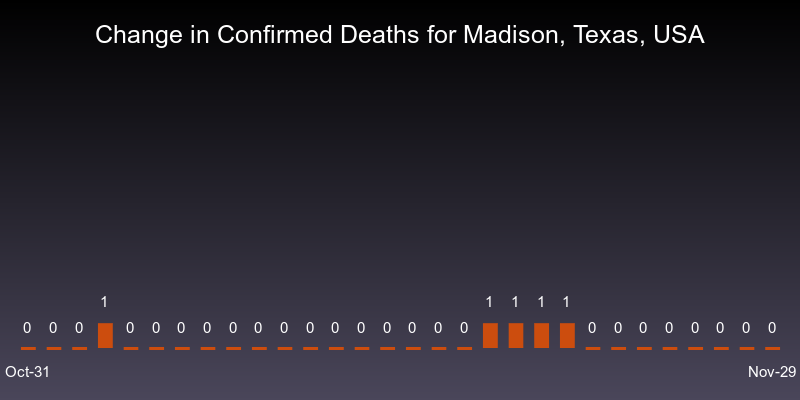 Change in Confirmed Deaths for Madison, Texas, USA
1 1 1 1 1
0 0 0 0 0 0 0 0 0 0 0 0 0 0 0 0 0 0 0 0 0 0 0 0 0
Oct-31 Nov-29